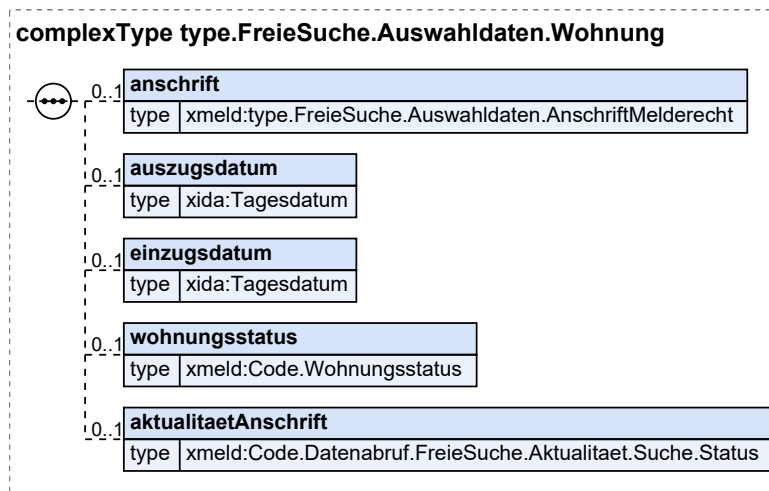 complexType type.FreieSuche.Auswahldaten.Wohnung
0..1 anschrift
type xmeld:type.FreieSuche.Auswahldaten.AnschriftMelderecht
0..1 auszugsdatum
type xida:Tagesdatum
0..1 einzugsdatum
type xida:Tagesdatum
0..1 wohnungsstatus
type xmeld:Code.Wohnungsstatus
0..1 aktualitaetAnschrift
type xmeld:Code.Datenabruf.FreieSuche.Aktualitaet.Suche.Status